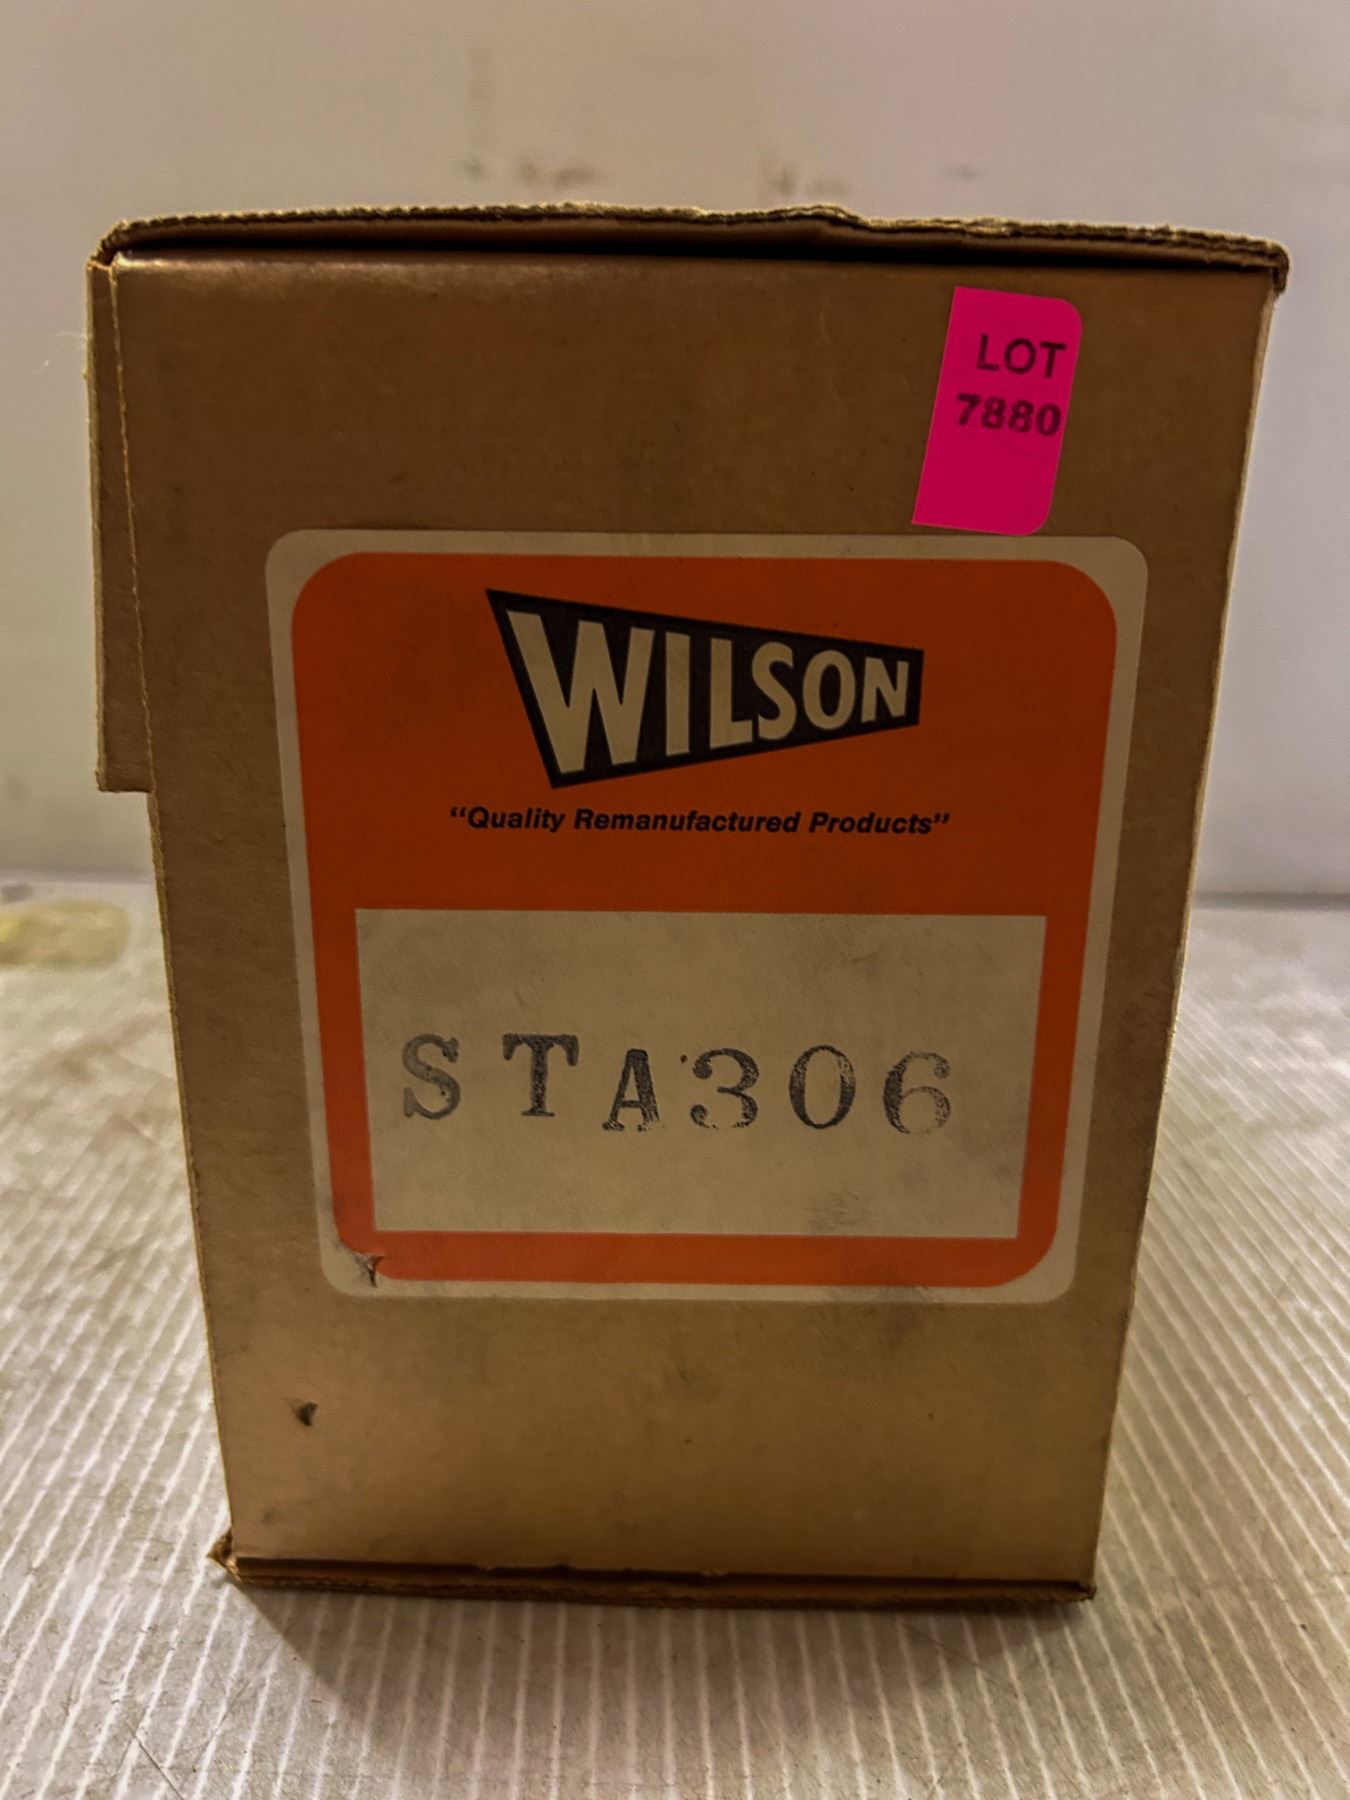 LOT
7880
WILSON
“Quality Remanufactured Products”
STA306